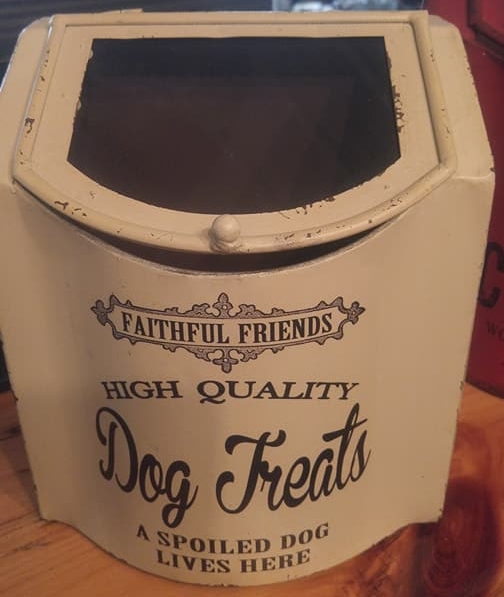 FAITHFUL FRIENDS
HIGH QUALITY
Dog Treats
A SPOILED DOG
LIVES HERE